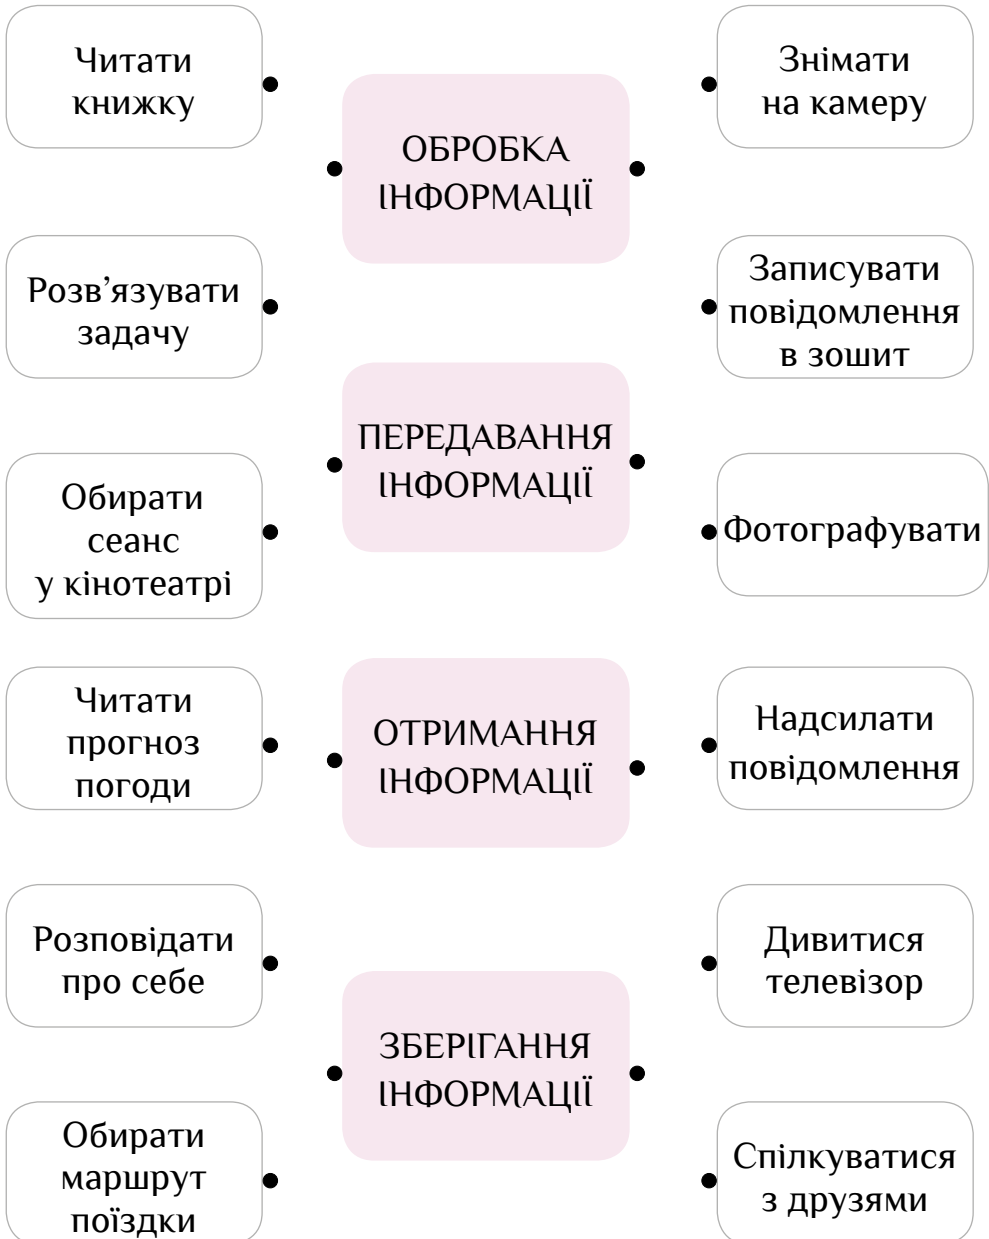 Читати
книжку
Знімати
на камеру
ОБРОБКА
ІНФОРМАЦІЇ
Розв’язувати
задачу
Записувати
повідомлення
в зошит
ПЕРЕДАВАННЯ
ІНФОРМАЦІЇ
Обирати
сеанс
у кінотеатрі
Фотографувати
Читати
прогноз
погоди
ОТРИМАННЯ
ІНФОРМАЦІЇ
Надсилати
повідомлення
Розповідати
про себе
Дивитися
телевізор
ЗБЕРІГАННЯ
ІНФОРМАЦІЇ
Обирати
маршрут
поїздки
Спілкуватися
з друзями